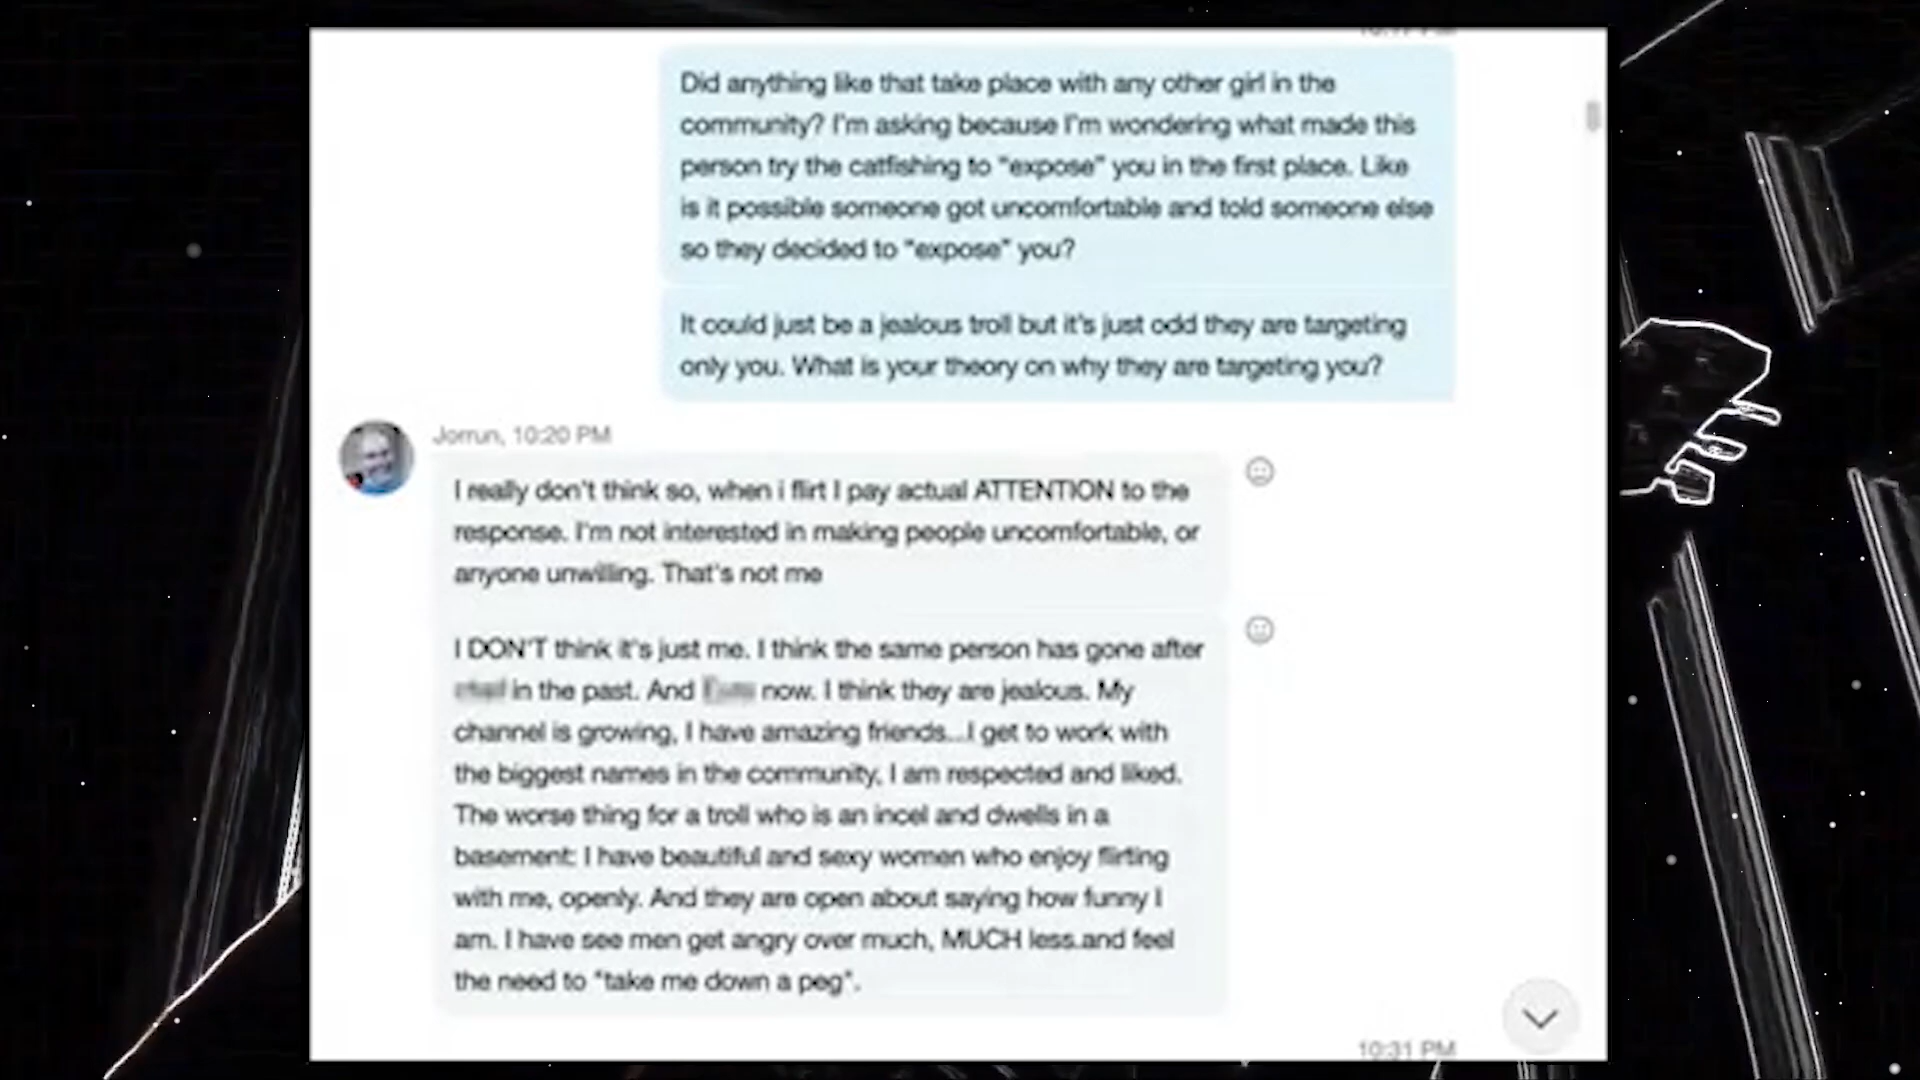 Did anything like that take place with any other girl in the
community? I'm asking because I'm wondering what made this
person try the catfishing to "expose" you in the first place. Like
is it possible someone got uncomfortable and told someone else
so they decided to "expose" you?
It could just be a jealous troll but it's just odd they are targeting
only you. What is your theory on why they are targeting you?
Jorrun, 10:20 PM
I really don't think so, when i flirt I pay actual ATTENTION to the
response. I'm not interested in making people uncomfortable, or
anyone unwilling. That's not me
I DON'T think it's just me. I think the same person has gone after
in the past. And now. I think they are jealous. My
channel is growing, I have amazing friends...I get to work with
the biggest names in the community, I am respected and liked.
The worse thing for a troll who is an incel and dwells in a
basement: I have beautiful and sexy women who enjoy flirting
with me, openly. And they are open about saying how funny I
am. I have see men get angry over much, MUCH less.and feel
the need to "take me down a peg".
10:31 PM